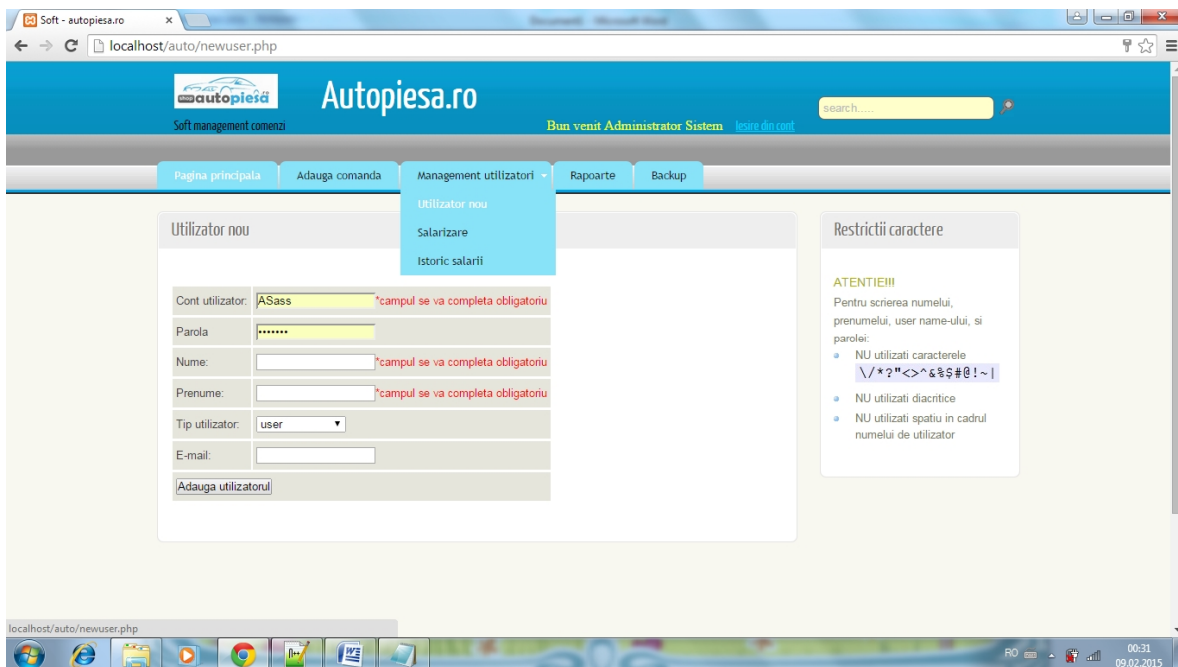 Soft - autopiesa.ro
localhost/auto/newuser.php
shop autopiesa
Autopiesa.ro
search.....
Soft management comenzi
Bun venit Administrator Sistem Iesire din cont
Pagina principala Adauga comanda Management utilizatori Rapoarte Backup
Utilizator nou
Salarizare
Istoric salarii
Utilizator nou
Cont utilizator: ASass *campul se va completa obligatoriu
Parola •••••••
Nume: *campul se va completa obligatoriu
Prenume: *campul se va completa obligatoriu
Tip utilizator: user
E-mail:
Adauga utilizatorul
Restrictii caractere
ATENTIE!!!
Pentru scrierea numelui,
prenumelui, user name-ului, si
parolei:
NU utilizati caracterele
\/*?"<>^&%$#@!~|
NU utilizati diacritice
NU utilizati spatiu in cadrul
numelui de utilizator
localhost/auto/newuser.php
RO
00:31
09.02.2015